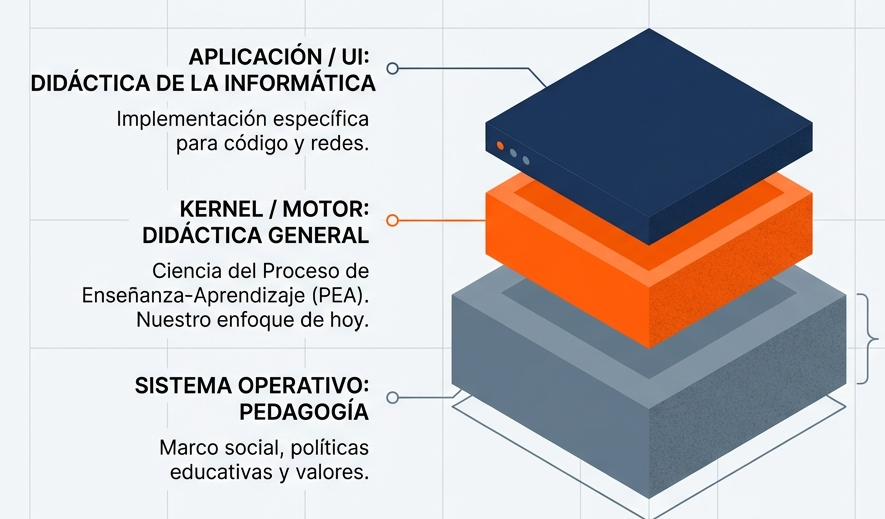 APLICACIÓN / UI:
DIDÁCTICA DE LA INFORMÁTICA
Implementación específica
para código y redes.
KERNEL / MOTOR:
DIDÁCTICA GENERAL
Ciencia del Proceso de
Enseñanza-Aprendizaje (PEA).
Nuestro enfoque de hoy.
SISTEMA OPERATIVO:
PEDAGOGÍA
Marco social, políticas
educativas y valores.